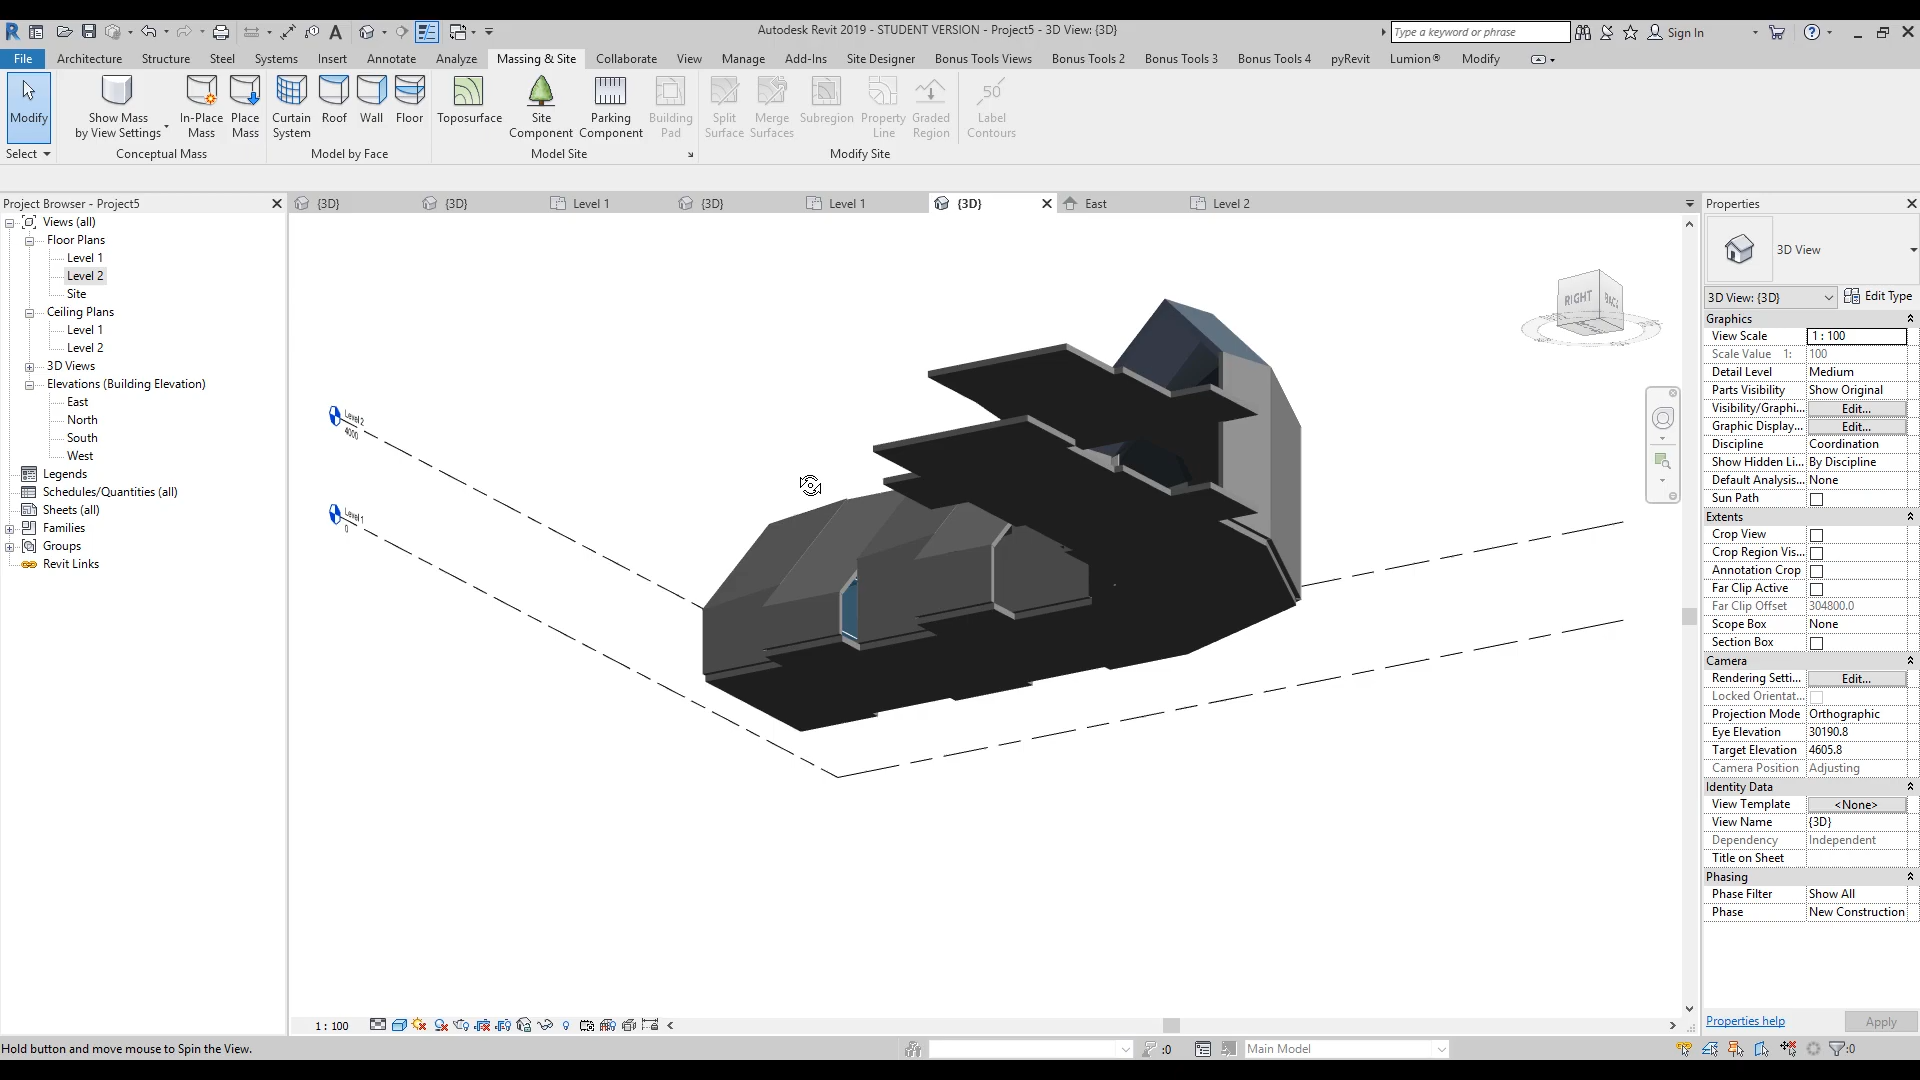 Autodesk Revit 2019 - STUDENT VERSION - Project5 - 3D View: {3D}
Type a keyword or phrase
Sign In
File Architecture Structure Steel Systems Insert Annotate Analyze Massing & Site Collaborate View Manage Add-Ins Site Designer Bonus Tools Views Bonus Tools 2 Bonus Tools 3 Bonus Tools 4 pyRevit Lumion® Modify
Modify
Show Mass by View Settings
In-Place Mass
Place Mass
Curtain System
Roof
Wall
Floor
Toposurface
Site Component
Parking Component
Building Pad
Split Surface
Merge Surfaces
Subregion
Property Line
Graded Region
50
Label Contours
Select
Conceptual Mass
Model by Face
Model Site
Modify Site
Project Browser - Project5
{3D} {3D} Level 1 {3D} Level 1 {3D} East Level 2
Views (all)
Floor Plans
Level 1
Level 2
Site
Ceiling Plans
Level 1
Level 2
3D Views
Elevations (Building Elevation)
East
North
South
West
Legends
Schedules/Quantities (all)
Sheets (all)
Families
Groups
Revit Links
Level 2
4000
Level 1
0
RIGHT
BACK
Properties
3D View
3D View: {3D}
Edit Type
Graphics
View Scale 1 : 100
Scale Value 1: 100
Detail Level Medium
Parts Visibility Show Original
Visibility/Graphi... Edit...
Graphic Display... Edit...
Discipline Coordination
Show Hidden Li... By Discipline
Default Analysis... None
Sun Path
Extents
Crop View
Crop Region Vis...
Annotation Crop
Far Clip Active
Far Clip Offset 304800.0
Scope Box None
Section Box
Camera
Rendering Setti... Edit...
Locked Orientat...
Projection Mode Orthographic
Eye Elevation 30190.8
Target Elevation 4605.8
Camera Position Adjusting
Identity Data
View Template <None>
View Name {3D}
Dependency Independent
Title on Sheet
Phasing
Phase Filter Show All
Phase New Construction
Properties help
Apply
1 : 100
Hold button and move mouse to Spin the View.
:0
Main Model
:0